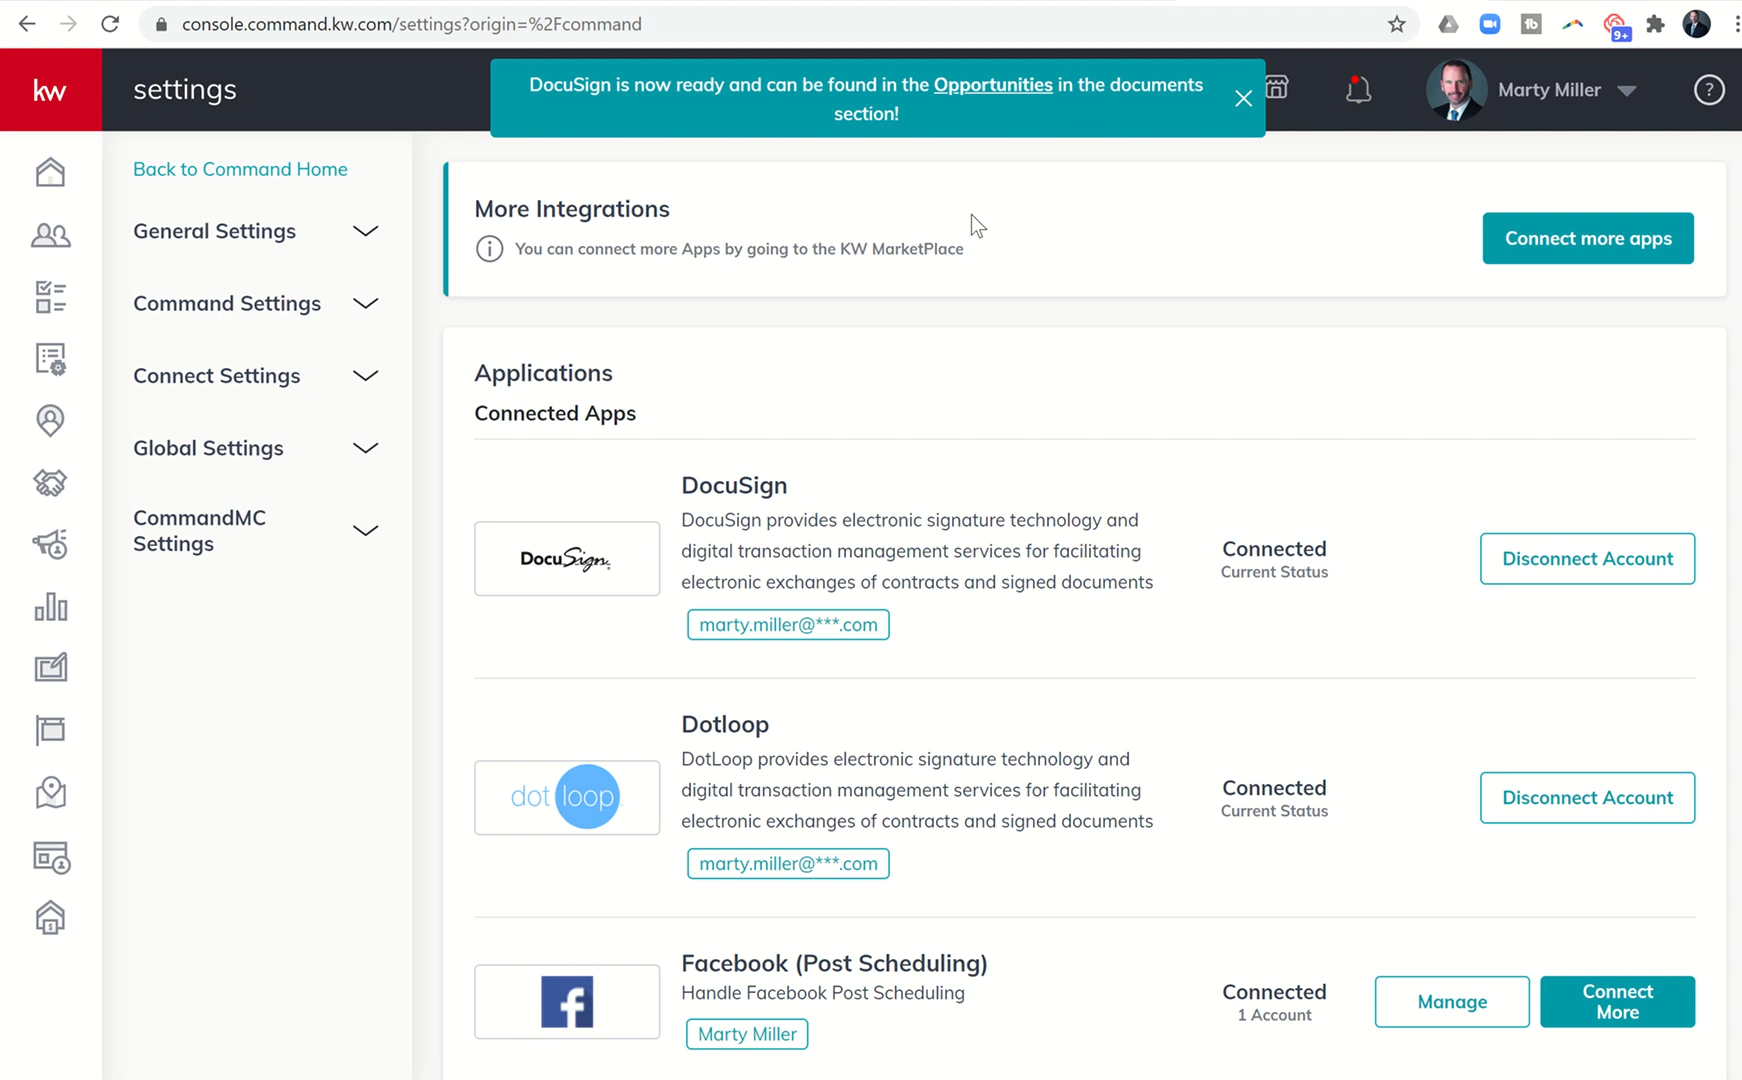 console.command.kw.com/settings?origin=%2Fcommand
tb
9+
kw
settings
DocuSign is now ready and can be found in the Opportunities in the documents
section!
Marty Miller
?
Back to Command Home
General Settings
Command Settings
Connect Settings
Global Settings
CommandMC
Settings
More Integrations
You can connect more Apps by going to the KW MarketPlace
Connect more apps
Applications
Connected Apps
DocuSign
DocuSign
DocuSign provides electronic signature technology and
digital transaction management services for facilitating
electronic exchanges of contracts and signed documents
marty.miller@***.com
Connected
Current Status
Disconnect Account
dotloop
Dotloop
DotLoop provides electronic signature technology and
digital transaction management services for facilitating
electronic exchanges of contracts and signed documents
marty.miller@***.com
Connected
Current Status
Disconnect Account
f
Facebook (Post Scheduling)
Handle Facebook Post Scheduling
Marty Miller
Connected
1 Account
Manage
Connect
More